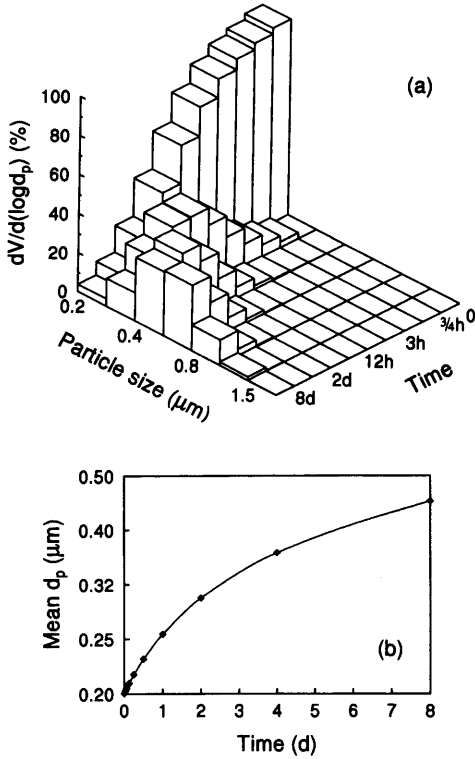 (a)
dV/d(logdₚ) (%)
100
80
60
40
20
0
0.2
0.4
0.8
1.5
Particle size (μm)
8d
2d
12h
3h
¾h
0
Time
(b)
Mean dₚ (μm)
0.50
0.40
0.32
0.25
0.20
0 1 2 3 4 5 6 7 8
Time (d)